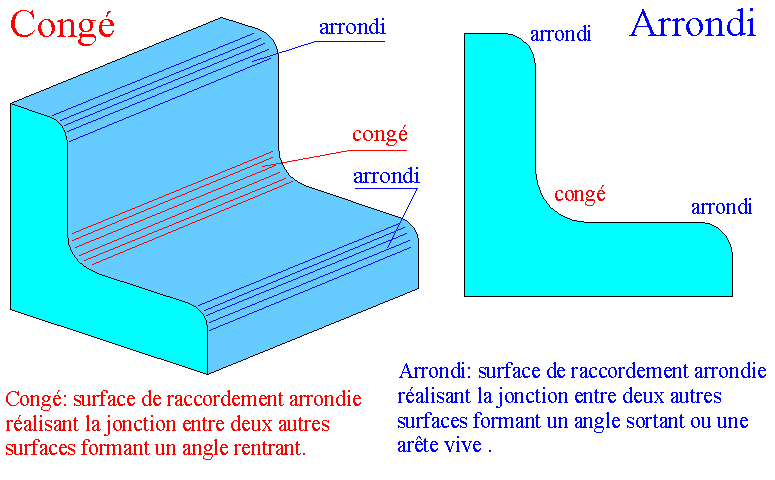 Congé
arrondi
congé
arrondi
Arrondi
arrondi
congé
arrondi
Congé: surface de raccordement arrondie
réalisant la jonction entre deux autres
surfaces formant un angle rentrant.
Arrondi: surface de raccordement arrondie
réalisant la jonction entre deux autres
surfaces formant un angle sortant ou une
arête vive .